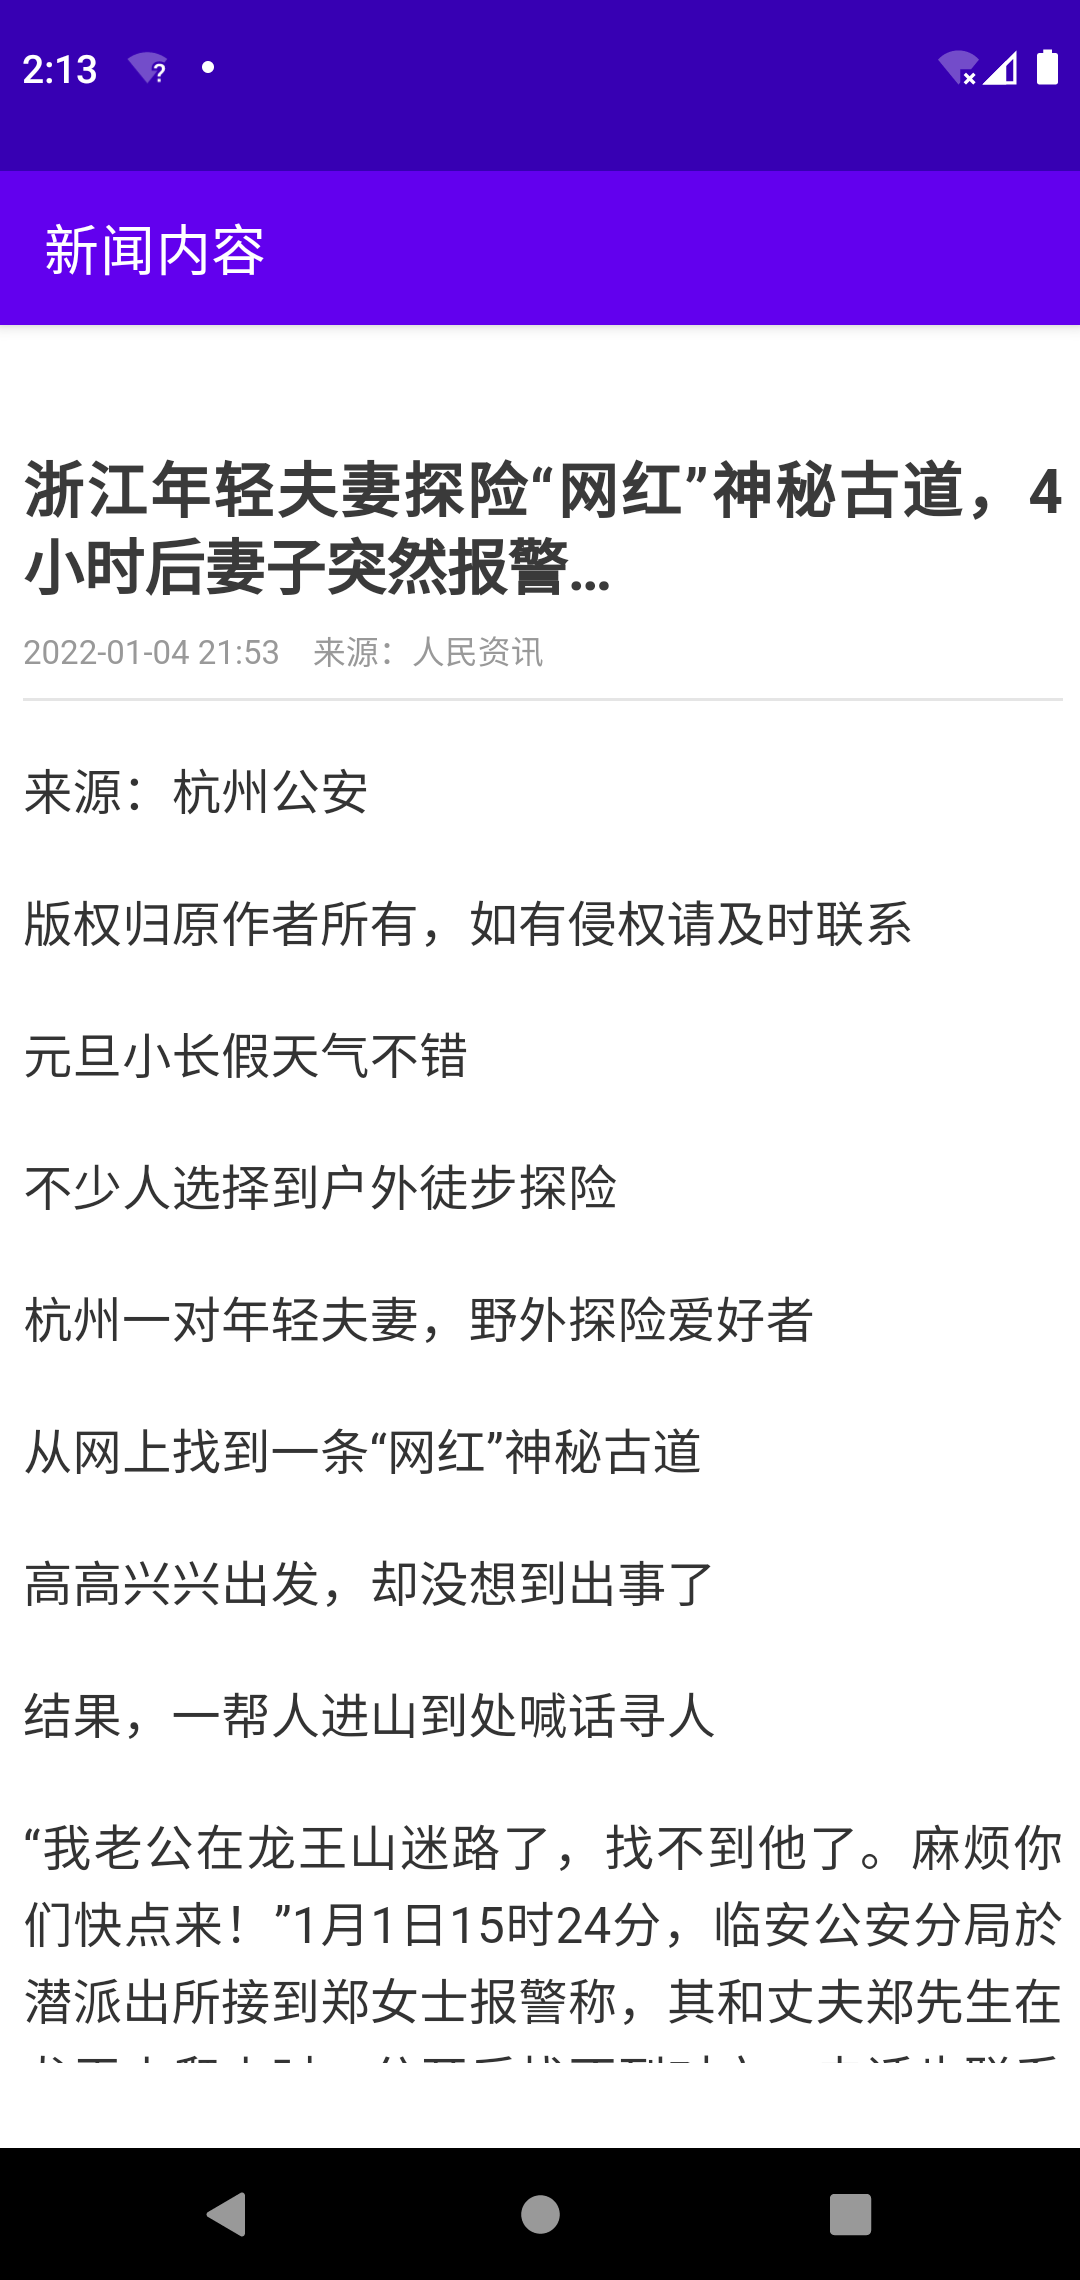 2:13
新闻内容
浙江年轻夫妻探险“网红”神秘古道，4
小时后妻子突然报警...
2022-01-04 21:53 来源：人民资讯
来源：杭州公安
版权归原作者所有，如有侵权请及时联系
元旦小长假天气不错
不少人选择到户外徒步探险
杭州一对年轻夫妻，野外探险爱好者
从网上找到一条“网红”神秘古道
高高兴兴出发，却没想到出事了
结果，一帮人进山到处喊话寻人
“我老公在龙王山迷路了，找不到他了。麻烦你
们快点来！”1月1日15时24分，临安公安分局於
潜派出所接到郑女士报警称，其和丈夫郑先生在